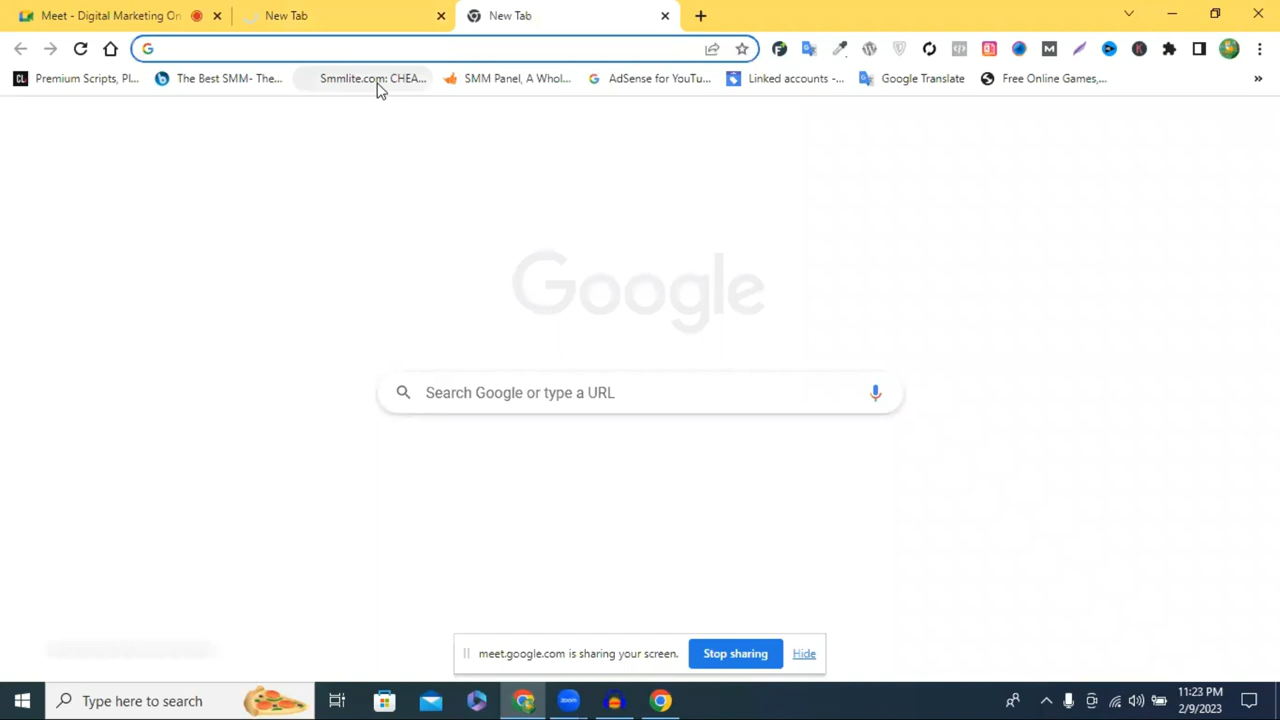 Meet - Digital Marketing On
New Tab
New Tab
Premium Scripts, Pl...
The Best SMM- The...
Smmlite.com: CHEA...
SMM Panel, A Whol...
AdSense for YouTu...
Linked accounts -...
Google Translate
Free Online Games,...
»
Google
Search Google or type a URL
meet.google.com is sharing your screen.
Stop sharing
Hide
Type here to search
zoom
11:23 PM
2/9/2023